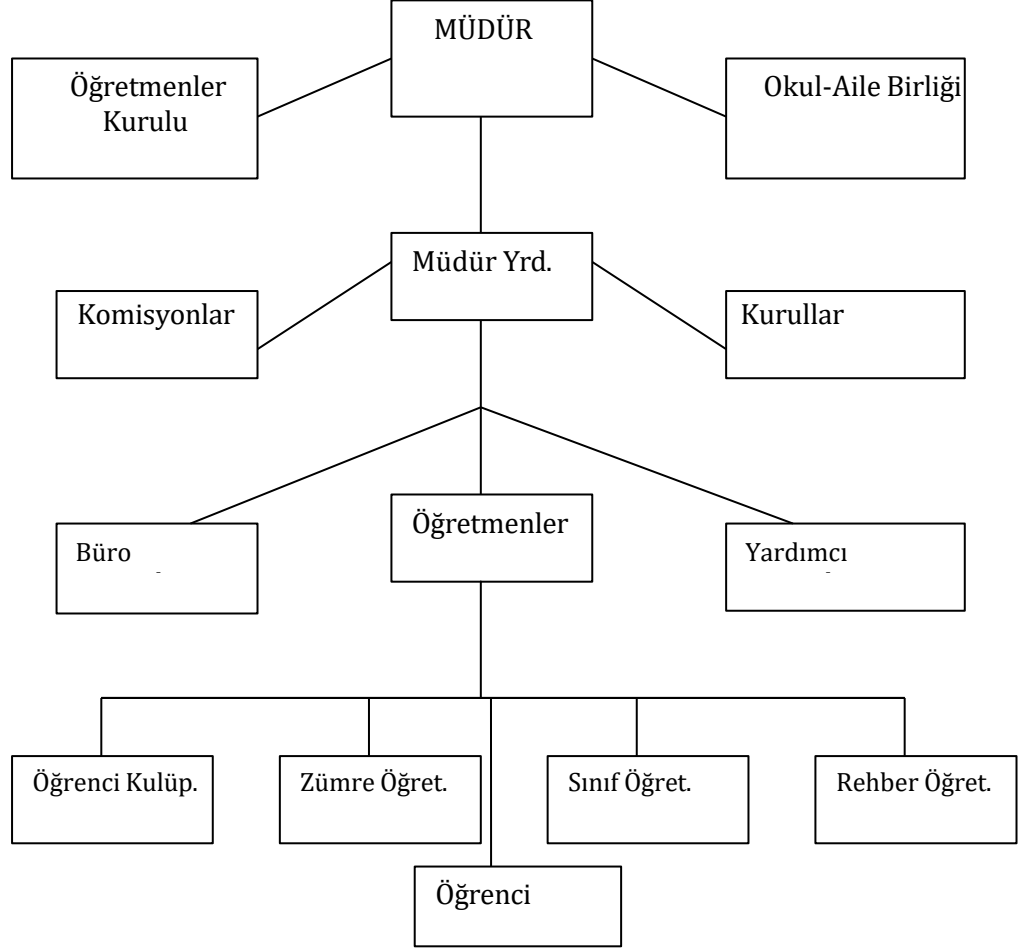 MÜDÜR
Öğretmenler
Kurulu
Okul-Aile Birliği
Müdür Yrd.
Komisyonlar
Kurullar
Öğretmenler
Büro
Yardımcı
Öğrenci Kulüp.
Zümre Öğret.
Sınıf Öğret.
Rehber Öğret.
Öğrenci